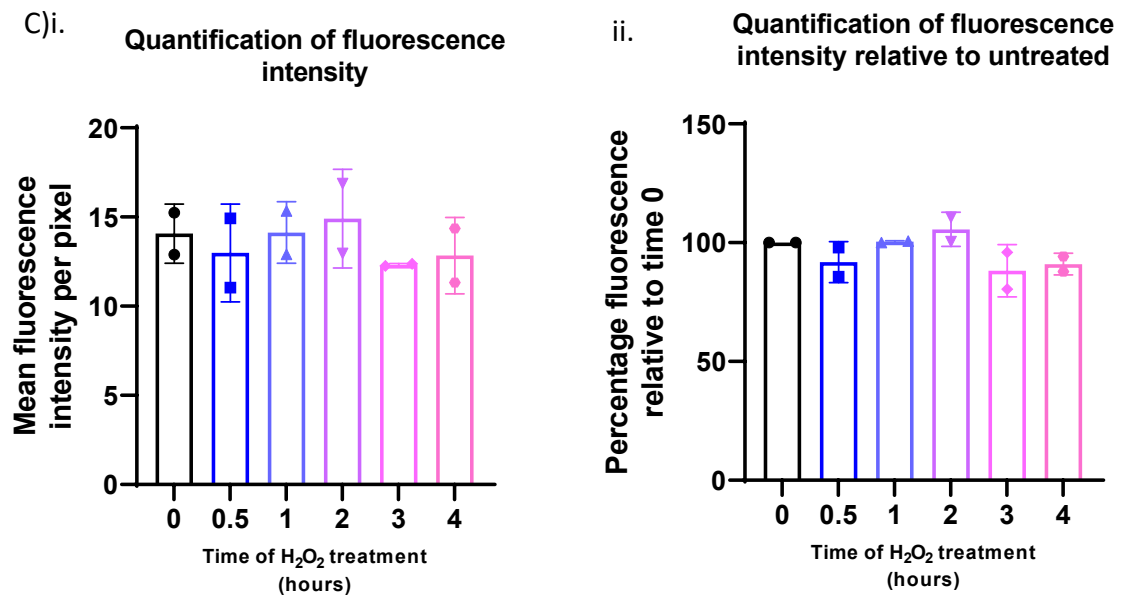 C)i.
Quantification of fluorescence
intensity
Mean fluorescence
intensity per pixel
20
15
10
5
0
0 0.5 1 2 3 4
Time of H₂O₂ treatment
(hours)
ii.
Quantification of fluorescence
intensity relative to untreated
Percentage fluorescence
relative to time 0
150
100
50
0
0 0.5 1 2 3 4
Time of H₂O₂ treatment
(hours)